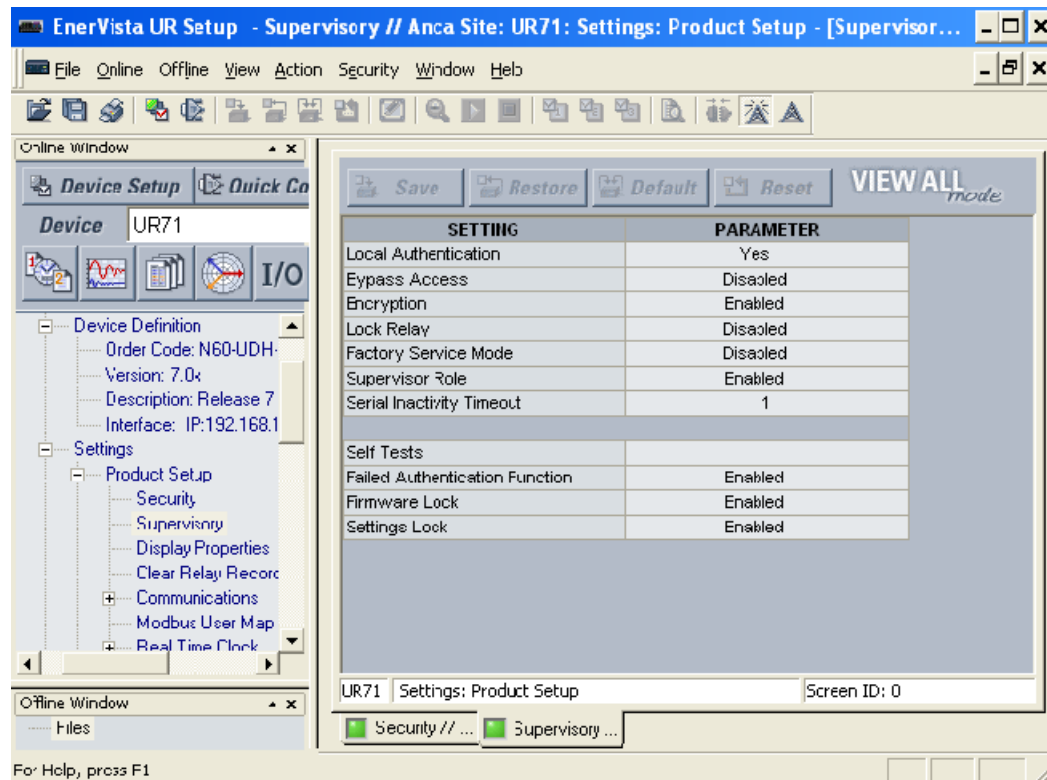 EnerVista UR Setup - Supervisory // Anca Site: UR71: Settings: Product Setup - [Supervisor...
File Online Offline View Action Security Window Help
Online Window
Device Setup Quick Co
Device UR71
I/O
Device Definition
Order Code: N60-UDH-
Version: 7.0x
Description: Release 7
Interface: IP:192.168.1
Settings
Product Setup
Security
Supervisory
Display Properties
Clear Relay Record
Communications
Modbus User Map
Real Time Clock
Offline Window
Files
Save Restore Default Reset VIEW ALL mode
SETTING PARAMETER
Local Authentication Yes
Bypass Access Disabled
Encryption Enabled
Lock Relay Disabled
Factory Service Mode Disabled
Supervisor Role Enabled
Serial Inactivity Timeout 1
Self Tests
Failed Authentication Function Enabled
Firmware Lock Enabled
Settings Lock Enabled
UR71 Settings: Product Setup Screen ID: 0
Security // ... Supervisory ...
For Help, press F1